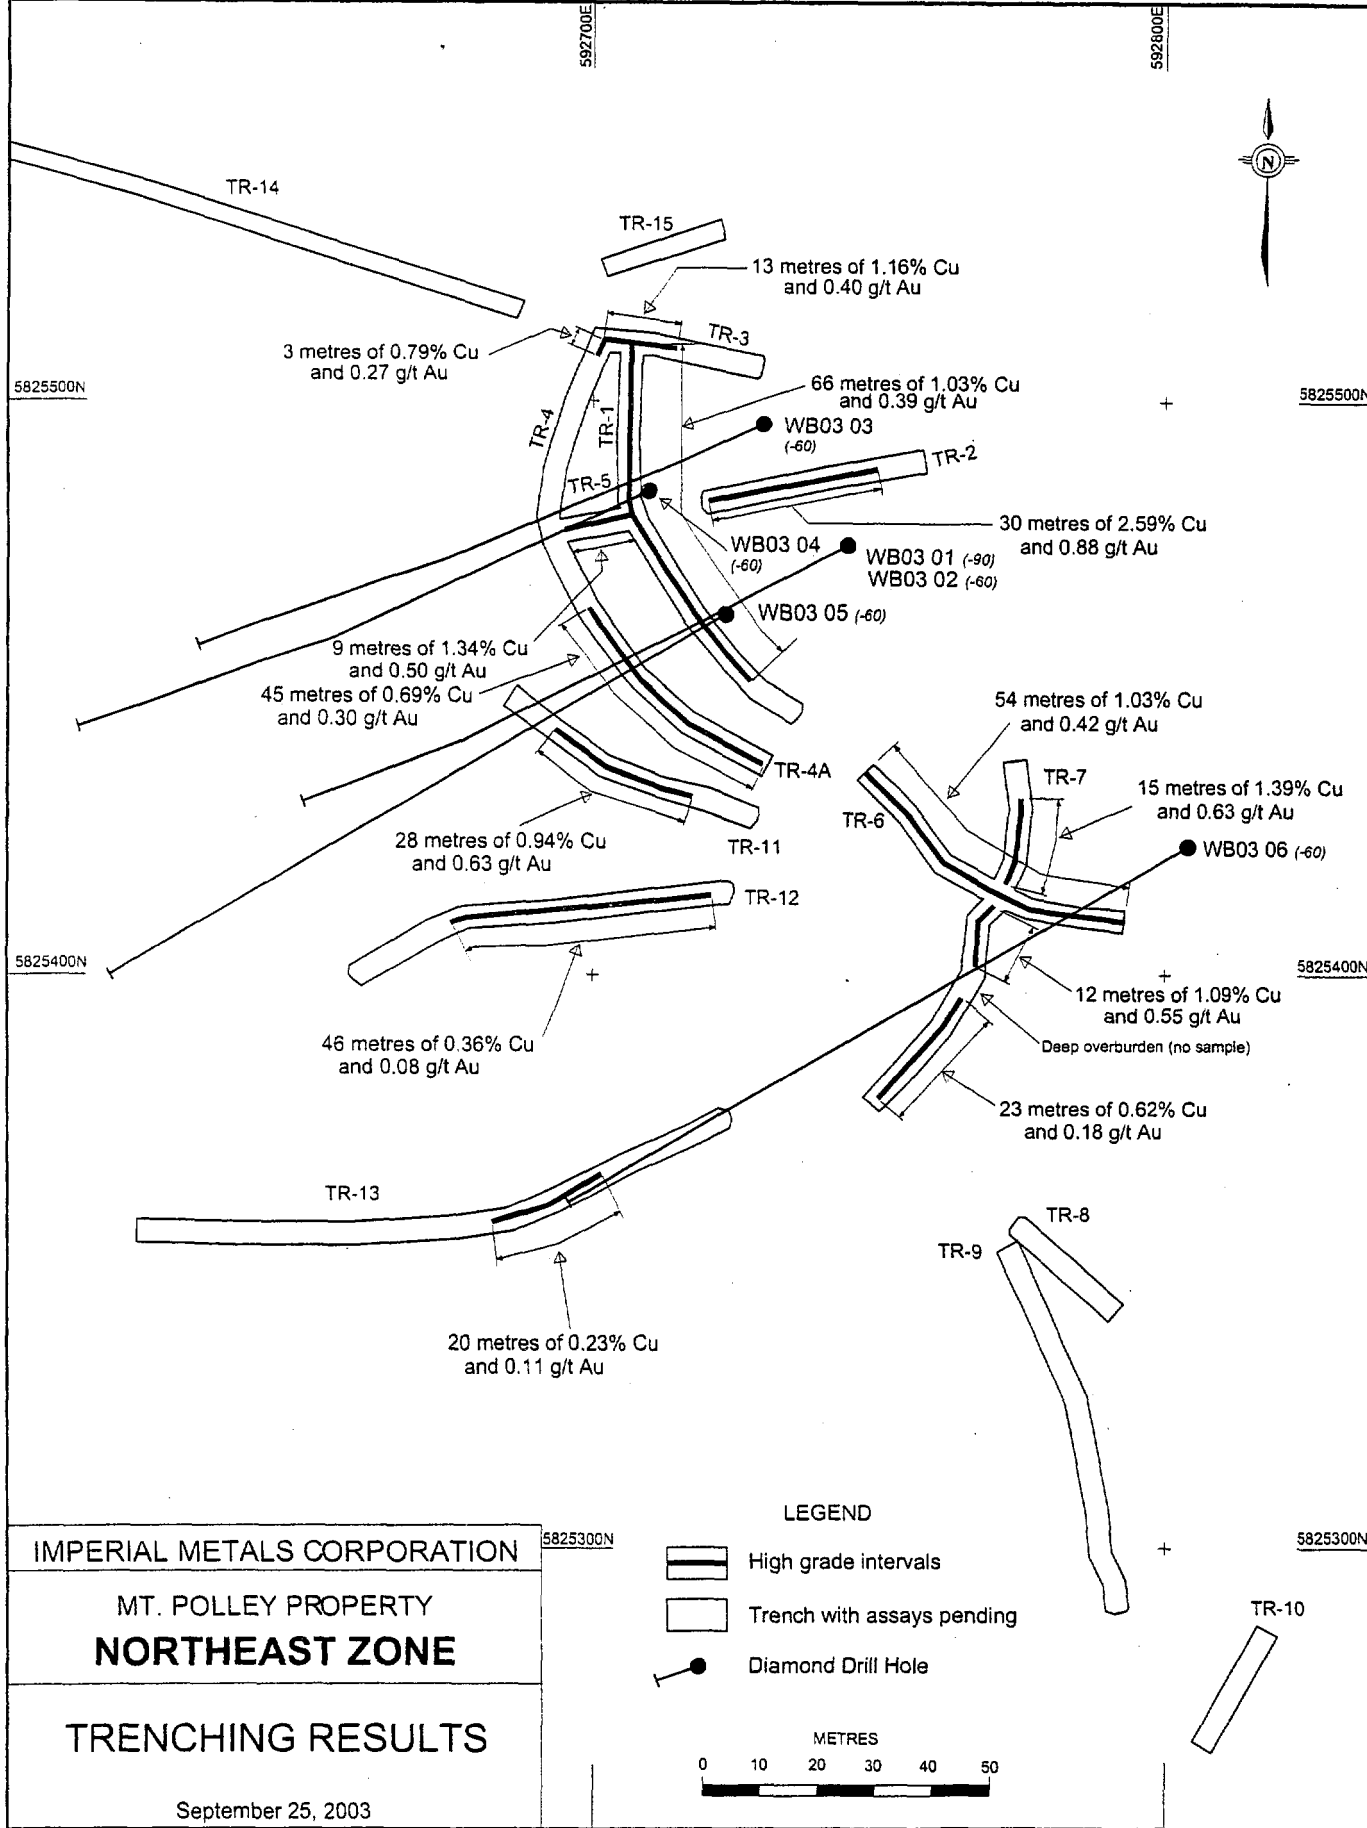 592700E
592800E
N
TR-14
TR-15
13 metres of 1.16% Cu
and 0.40 g/t Au
TR-3
3 metres of 0.79% Cu
and 0.27 g/t Au
5825500N
5825500N
66 metres of 1.03% Cu
and 0.39 g/t Au
TR-4
TR-1
WB03 03
(-60)
TR-2
TR-5
30 metres of 2.59% Cu
and 0.88 g/t Au
WB03 04
(-60)
WB03 01 (-90)
WB03 02 (-60)
WB03 05 (-60)
9 metres of 1.34% Cu
and 0.50 g/t Au
45 metres of 0.69% Cu
and 0.30 g/t Au
54 metres of 1.03% Cu
and 0.42 g/t Au
TR-4A
TR-7
15 metres of 1.39% Cu
and 0.63 g/t Au
TR-6
28 metres of 0.94% Cu
and 0.63 g/t Au
TR-11
WB03 06 (-60)
TR-12
5825400N
5825400N
12 metres of 1.09% Cu
and 0.55 g/t Au
Deep overburden (no sample)
46 metres of 0.36% Cu
and 0.08 g/t Au
23 metres of 0.62% Cu
and 0.18 g/t Au
TR-13
TR-8
TR-9
20 metres of 0.23% Cu
and 0.11 g/t Au
LEGEND
High grade intervals
Trench with assays pending
Diamond Drill Hole
5825300N
5825300N
TR-10
METRES
0 10 20 30 40 50
IMPERIAL METALS CORPORATION
MT. POLLEY PROPERTY
NORTHEAST ZONE
TRENCHING RESULTS
September 25, 2003